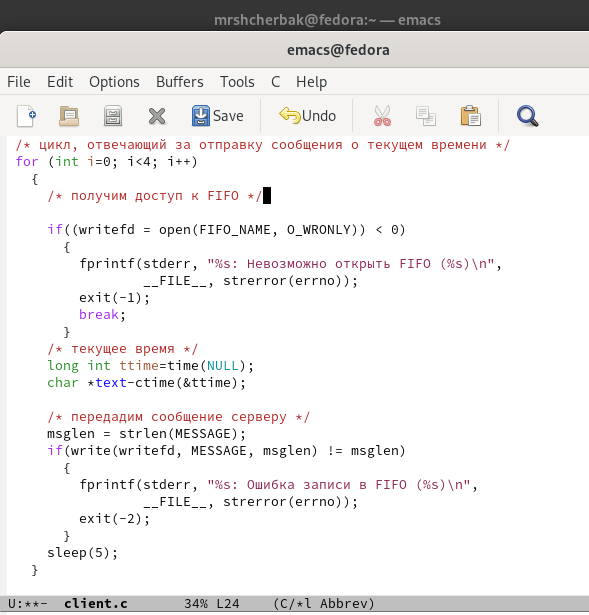 mrshcherbak@fedora:~ — emacs
emacs@fedora
File Edit Options Buffers Tools C Help
Save Undo
/* цикл, отвечающий за отправку сообщения о текущем времени */
for (int i=0; i<4; i++)
  {
    /* получим доступ к FIFO */

    if((writefd = open(FIFO_NAME, O_WRONLY)) < 0)
      {
        fprintf(stderr, "%s: Невозможно открыть FIFO (%s)\n",
                __FILE__, strerror(errno));
        exit(-1);
        break;
      }
    /* текущее время */
    long int ttime=time(NULL);
    char *text-ctime(&ttime);

    /* передадим сообщение серверу */
    msglen = strlen(MESSAGE);
    if(write(writefd, MESSAGE, msglen) != msglen)
      {
        fprintf(stderr, "%s: Ошибка записи в FIFO (%s)\n",
                __FILE__, strerror(errno));
        exit(-2);
      }
    sleep(5);
  }
U:**-  client.c       34% L24    (C/*l Abbrev)